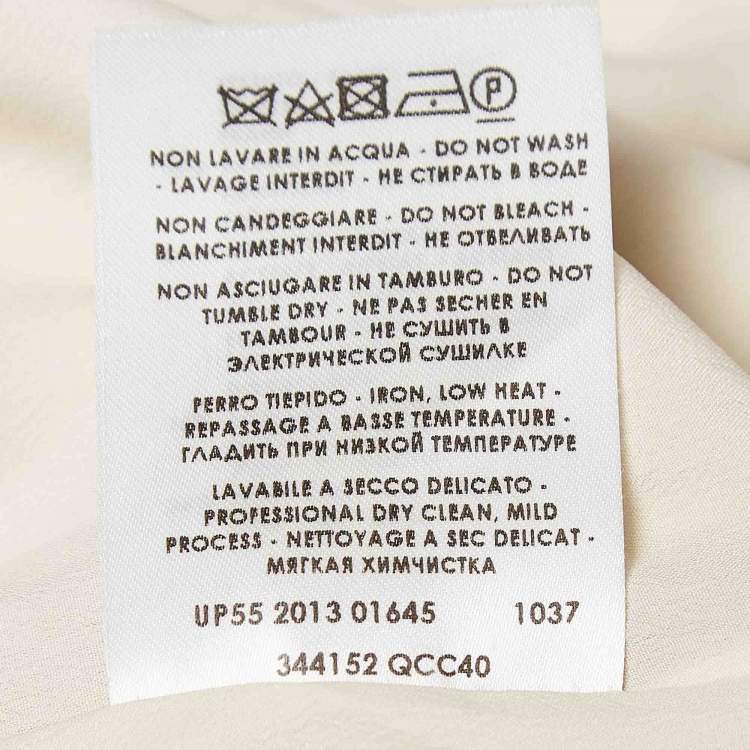 P
NON LAVARE IN ACQUA - DO NOT WASH
- LAVAGE INTERDIT - НЕ СТИРАТЬ В ВОДЕ
NON CANDEGGIARE - DO NOT BLEACH -
BLANCHIMENT INTERDIT - НЕ ОТБЕЛИВАТЬ
NON ASCIUGARE IN TAMBURO - DO NOT
TUMBLE DRY - NE PAS SECHER EN
TAMBOUR - НЕ СУШИТЬ В
ЭЛЕКТРИЧЕСКОЙ СУШИЛКЕ
FERRO TIEPIDO - IRON, LOW HEAT -
REPASSAGE A BASSE TEMPERATURE -
ГЛАДИТЬ ПРИ НИЗКОЙ ТЕМПЕРАТУРЕ
LAVABILE A SECCO DELICATO -
PROFESSIONAL DRY CLEAN, MILD
PROCESS - NETTOYAGE A SEC DELICAT -
МЯГКАЯ ХИМЧИСТКА
UP55 2013 01645 1037
344152 QCC40